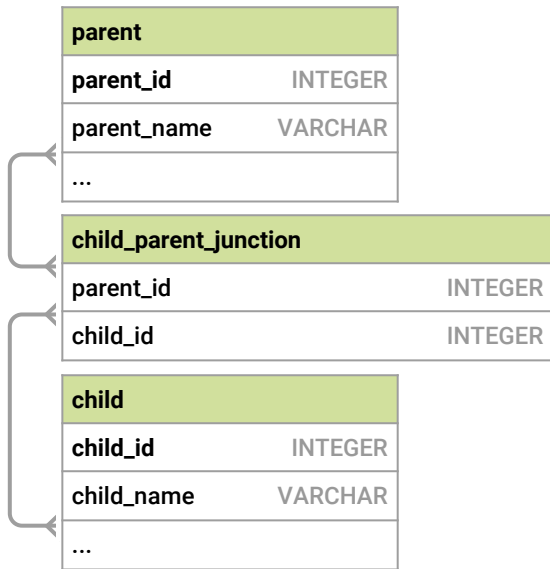 parent
parent_id INTEGER
parent_name VARCHAR
...
child_parent_junction
parent_id INTEGER
child_id INTEGER
child
child_id INTEGER
child_name VARCHAR
...